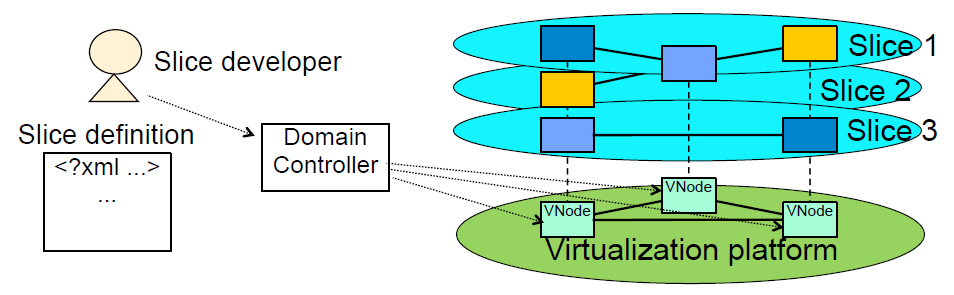 Slice developer
Slice definition
<?xml ...>
...
Domain
Controller
Slice 1
Slice 2
Slice 3
VNode
VNode
VNode
Virtualization platform